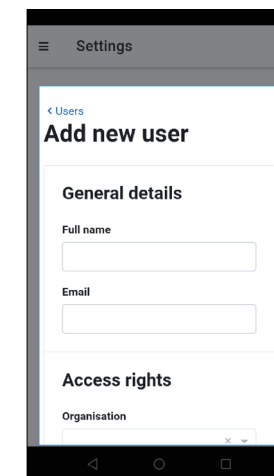 Settings
Users
Add new user
General details
Full name
Email
Access rights
Organisation